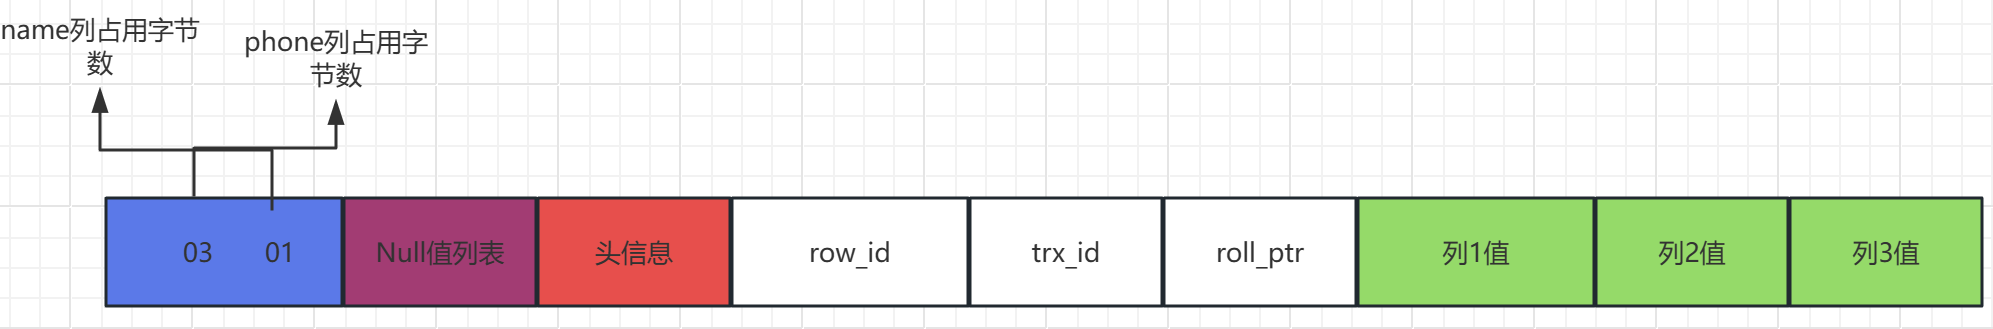 name列占用字节
数
phone列占用字
节数
03 01 Null值列表 头信息 row_id trx_id roll_ptr 列1值 列2值 列3值